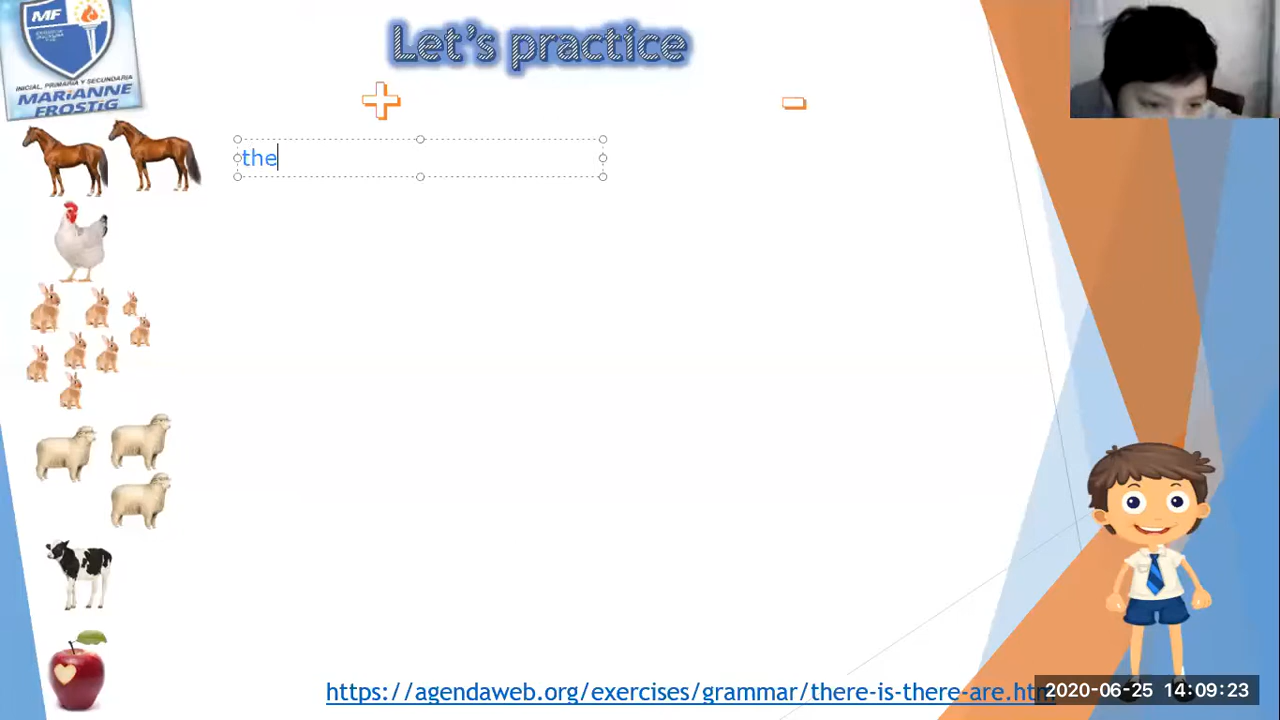 MF
INICIAL, PRIMARIA Y SECUNDARIA
MARiANNE
FROSTiG
Let's practice
+
-
the
https://agendaweb.org/exercises/grammar/there-is-there-are.htm
2020-06-25 14:09:23